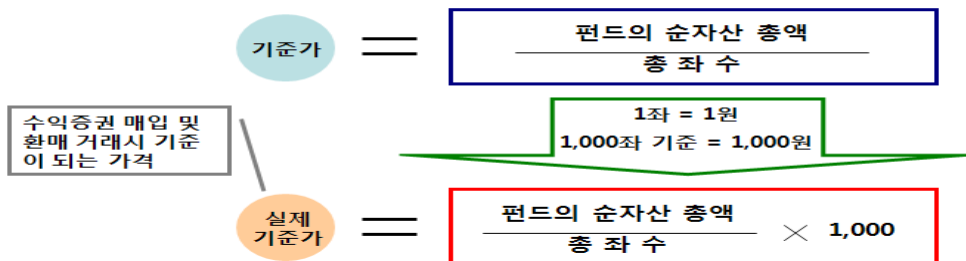 기준가
=
펀드의 순자산 총액
총 좌 수
수익증권 매입 및
환매 거래시 기준
이 되는 가격
1좌 = 1원
1,000좌 기준 = 1,000원
실제
기준가
=
펀드의 순자산 총액
총 좌 수
× 1,000